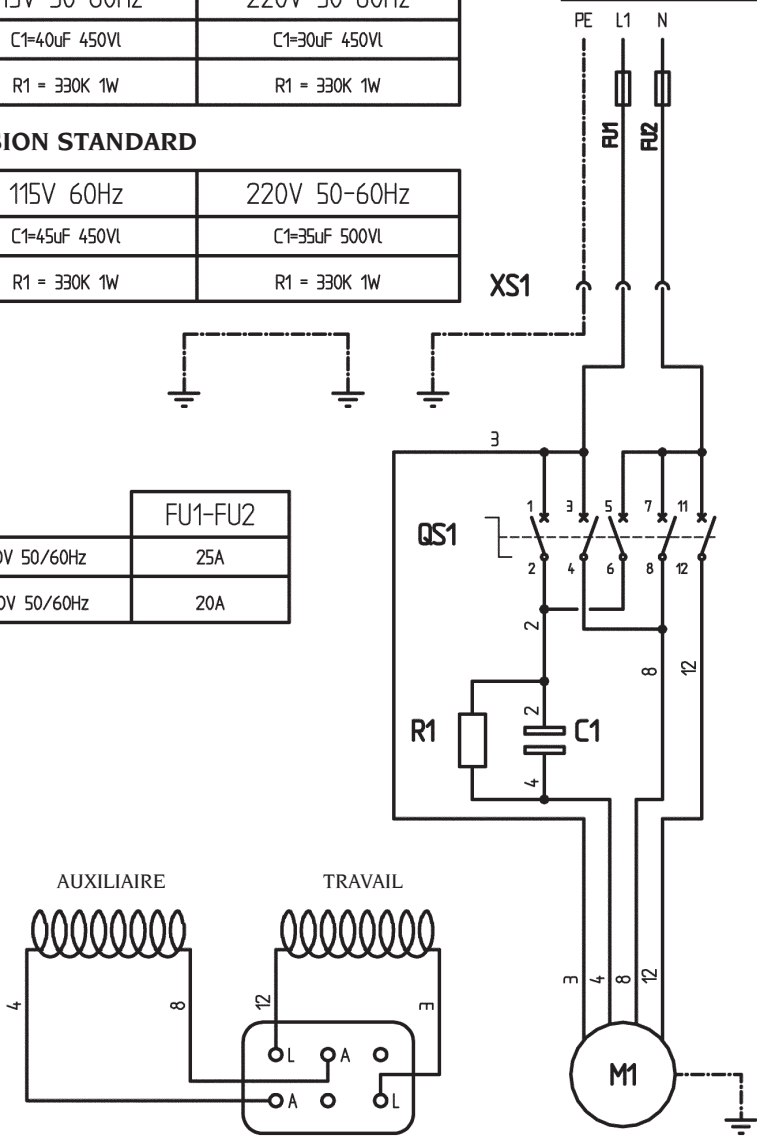 220V 50-60Hz
C1=40uF 450Vl
C1=30uF 450Vl
R1 = 330K 1W
R1 = 330K 1W
STANDARD
115V 60Hz
220V 50-60Hz
C1=45uF 450Vl
C1=35uF 500Vl
R1 = 330K 1W
R1 = 330K 1W
PE L1 N
FU1 FU2
XS1
3
1 3 5 7 11
QS1
2 4 6 8 12
FU1-FU2
50/60Hz
25A
50/60Hz
20A
2
8 12
2
R1 C1
4
AUXILIAIRE TRAVAIL
4 8 12 3
3 4 8 12
L A
A L
M1